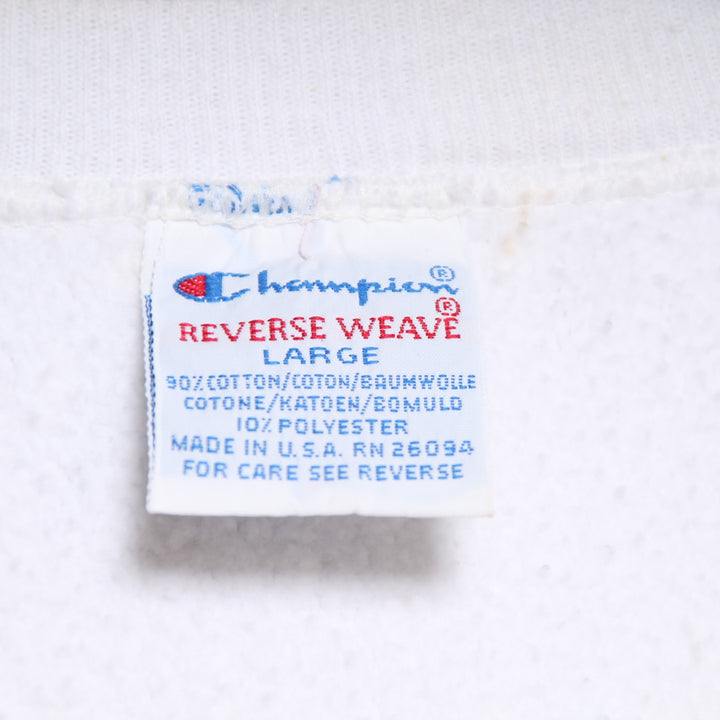 Champion®
REVERSE WEAVE®
LARGE
90% COTTON/COTON/BAUMWOLLE
COTONE/KATOEN/BOMULD
10% POLYESTER
MADE IN U.S.A. RN 26094
FOR CARE SEE REVERSE